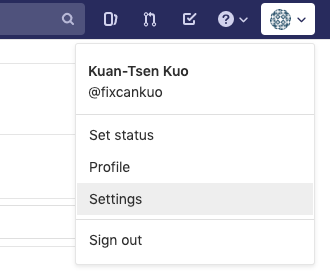 Kuan-Tsen Kuo
@fixcankuo
Set status
Profile
Settings
Sign out